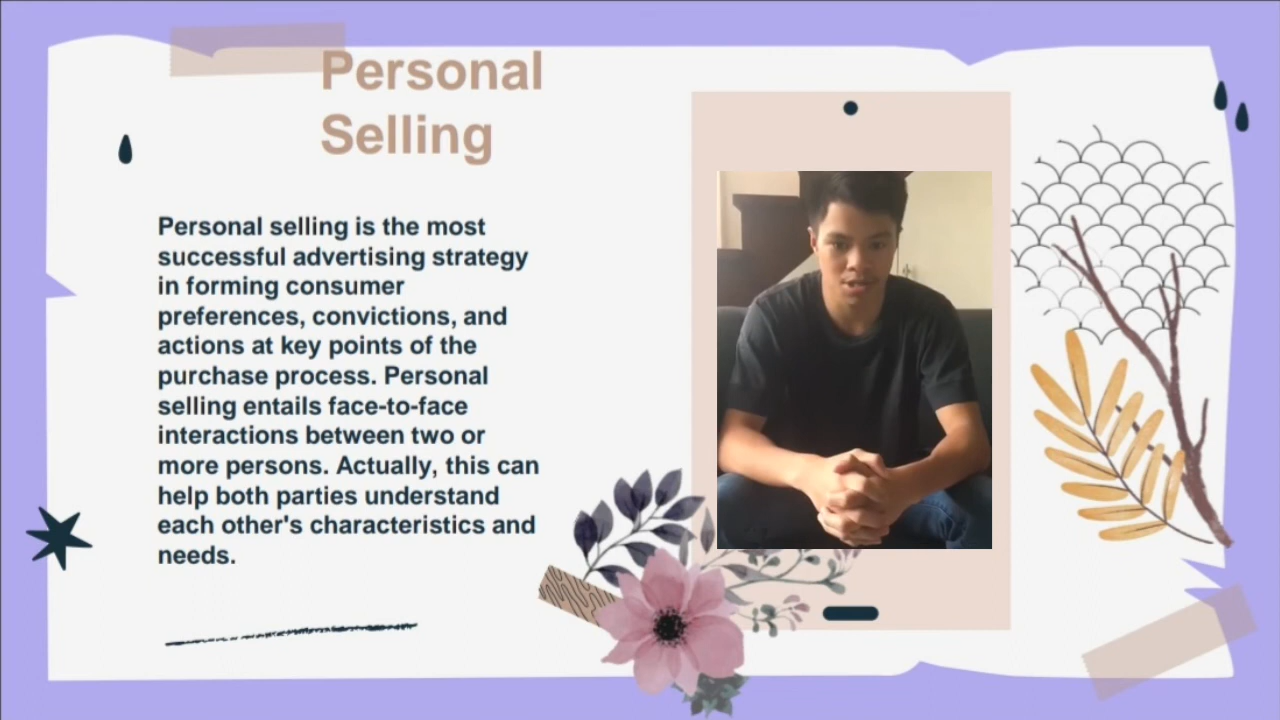 Personal
Selling
Personal selling is the most
successful advertising strategy
in forming consumer
preferences, convictions, and
actions at key points of the
purchase process. Personal
selling entails face-to-face
interactions between two or
more persons. Actually, this can
help both parties understand
each other's characteristics and
needs.